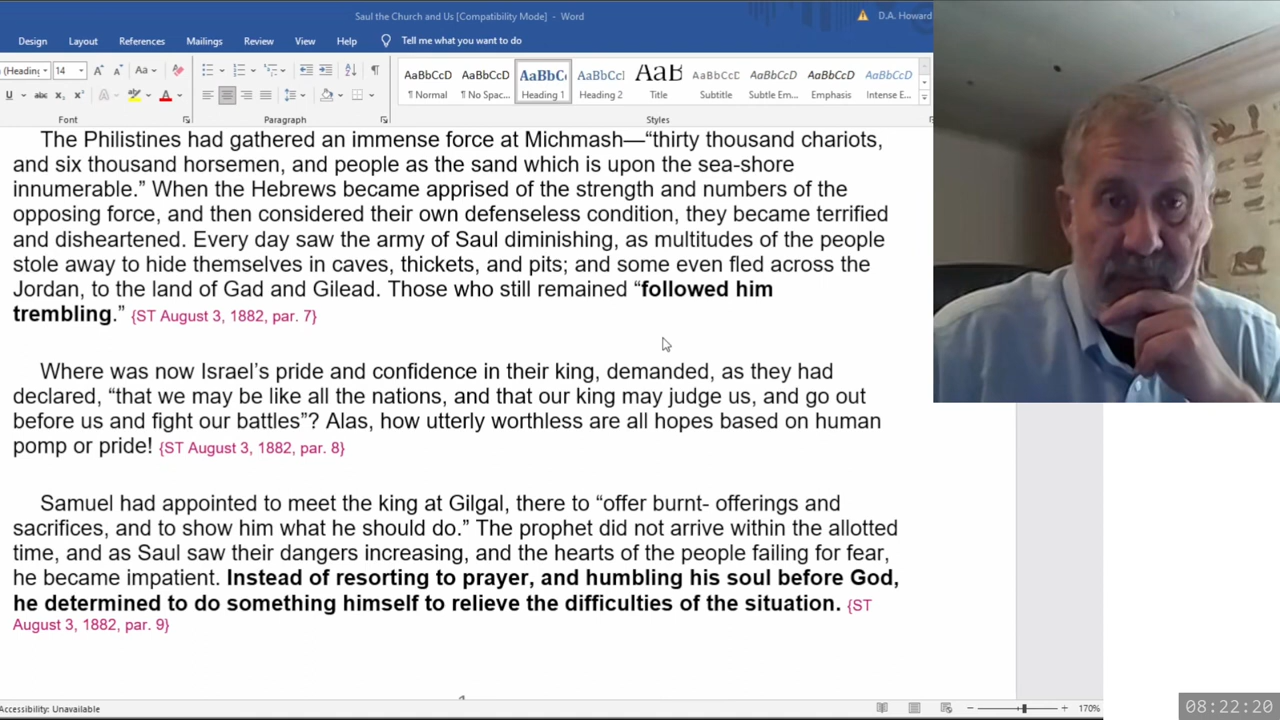 Saul the Church and Us [Compatibility Mode] - Word
D.A. Howard
Design Layout References Mailings Review View Help Tell me what you want to do
(Heading 14 A A Aa
U abc x₂ x² A A
Paragraph
AaBbCcD AaBbCcD AaBbC AaBbCcl AaB AaBbCcD AaBbCcD AaBbCcD AaBbCcD
¶ Normal ¶ No Spac... Heading 1 Heading 2 Title Subtitle Subtle Em... Emphasis Intense E...
Styles
The Philistines had gathered an immense force at Michmash—“thirty thousand chariots,
and six thousand horsemen, and people as the sand which is upon the sea-shore
innumerable.” When the Hebrews became apprised of the strength and numbers of the
opposing force, and then considered their own defenseless condition, they became terrified
and disheartened. Every day saw the army of Saul diminishing, as multitudes of the people
stole away to hide themselves in caves, thickets, and pits; and some even fled across the
Jordan, to the land of Gad and Gilead. Those who still remained “followed him
trembling.” {ST August 3, 1882, par. 7}
Where was now Israel’s pride and confidence in their king, demanded, as they had
declared, “that we may be like all the nations, and that our king may judge us, and go out
before us and fight our battles”? Alas, how utterly worthless are all hopes based on human
pomp or pride! {ST August 3, 1882, par. 8}
Samuel had appointed to meet the king at Gilgal, there to “offer burnt- offerings and
sacrifices, and to show him what he should do.” The prophet did not arrive within the allotted
time, and as Saul saw their dangers increasing, and the hearts of the people failing for fear,
he became impatient. Instead of resorting to prayer, and humbling his soul before God,
he determined to do something himself to relieve the difficulties of the situation. {ST
August 3, 1882, par. 9}
Accessibility: Unavailable
170%
08:22:20